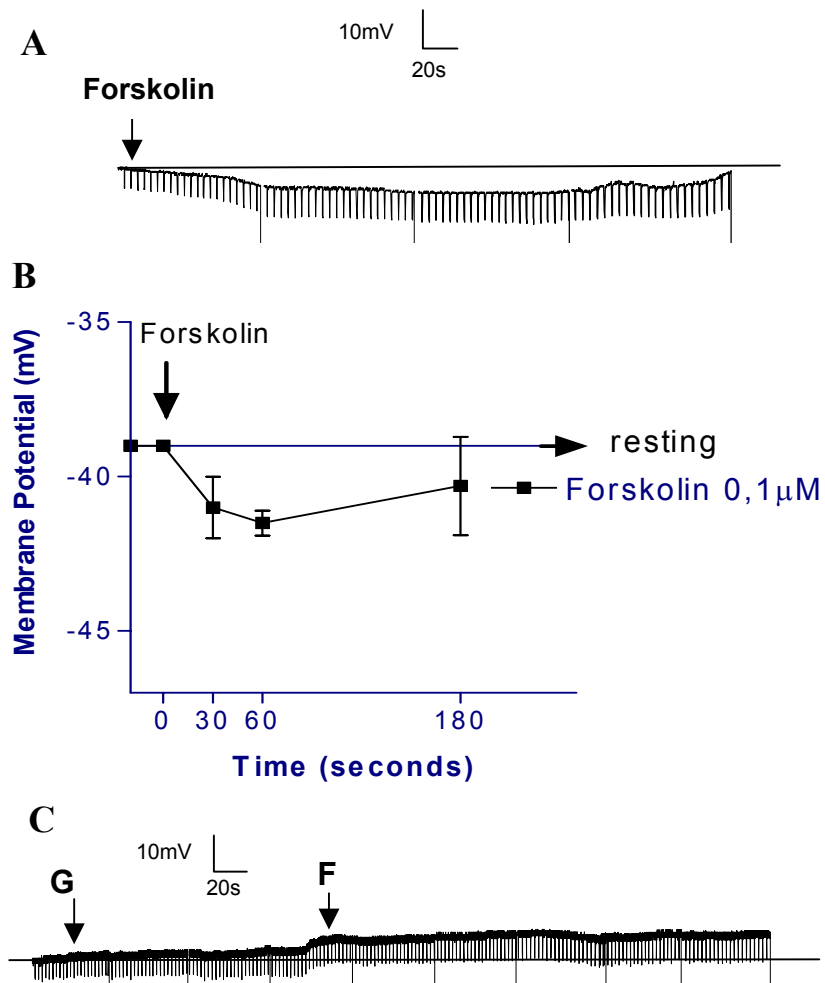 A
10mV
20s
Forskolin
B
-35
Forskolin
resting
-40
Forskolin 0,1µM
-45
Membrane Potential (mV)
0 30 60 180
Time (seconds)
C
10mV
20s
G
F